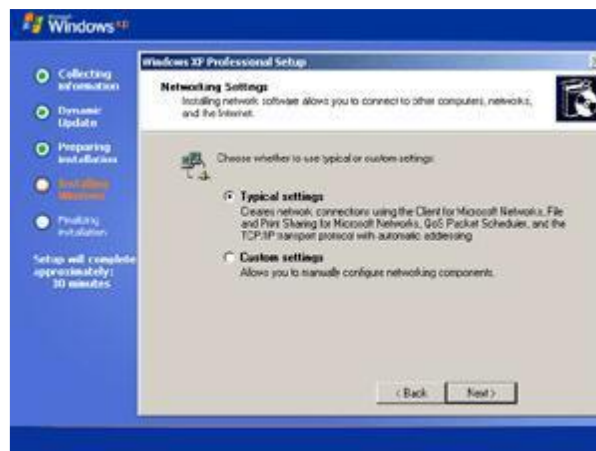 Microsoft
Windows xp
Collecting
information
Dynamic
Update
Preparing
installation
Installing
Windows
Finalizing
installation
Setup will complete
approximately:
30 minutes
Windows XP Professional Setup
Networking Settings
Installing network software allows you to connect to other computers, networks,
and the Internet.
Choose whether to use typical or custom settings:
Typical settings
Creates network connections using the Client for Microsoft Networks, File
and Print Sharing for Microsoft Networks, QoS Packet Scheduler, and the
TCP/IP transport protocol with automatic addressing.
Custom settings
Allows you to manually configure networking components.
< Back
Next >